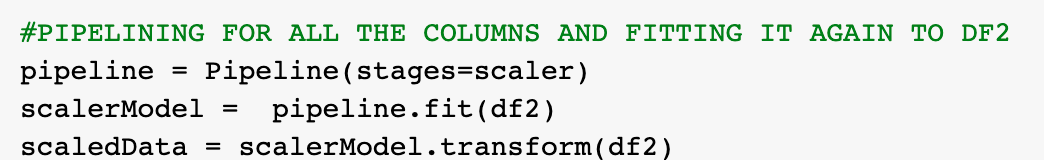 #PIPELINING FOR ALL THE COLUMNS AND FITTING IT AGAIN TO DF2
pipeline = Pipeline(stages=scaler)
scalerModel =  pipeline.fit(df2)
scaledData = scalerModel.transform(df2)